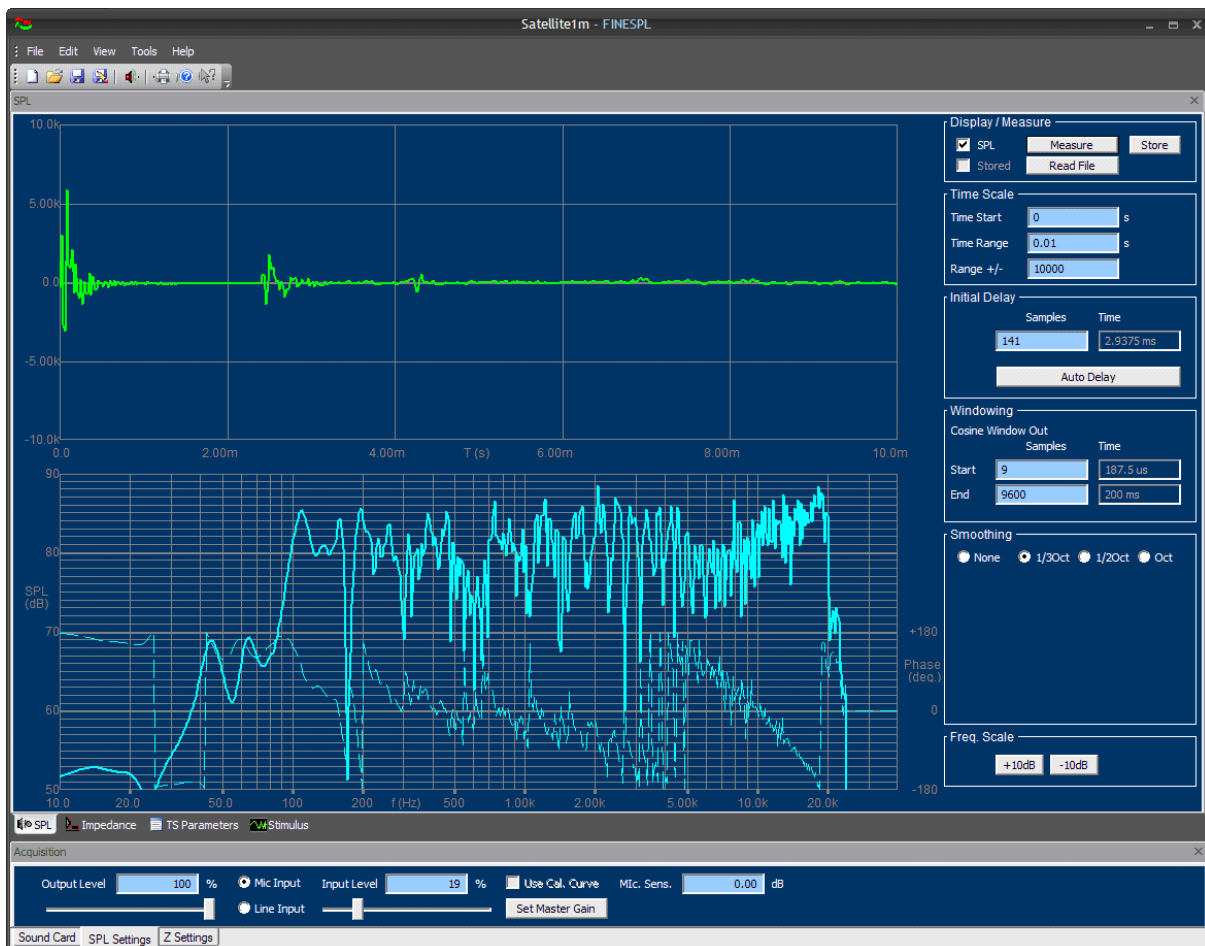 Satellite1m - FINESPL
File Edit View Tools Help
SPL
10.0k
5.00k
0.0
-5.00k
-10.0k
0.0 2.00m 4.00m T (s) 6.00m 8.00m 10.0m
90
80
SPL
(dB)
70
60
50
+180
Phase
(deg.)
0
-180
10.0 20.0 50.0 100 200 f (Hz) 500 1.00k 2.00k 5.00k 10.0k 20.0k
Display / Measure
SPL Measure Store
Stored Read File
Time Scale
Time Start 0 s
Time Range 0.01 s
Range +/- 10000
Initial Delay
Samples Time
141 2.9375 ms
Auto Delay
Windowing
Cosine Window Out
Samples Time
Start 9 187.5 us
End 9600 200 ms
Smoothing
None 1/3Oct 1/2Oct Oct
Freq. Scale
+10dB -10dB
SPL Impedance TS Parameters Stimulus
Acquisition
Output Level 100 % Mic Input Input Level 19 % Use Cal. Curve MIc. Sens. 0.00 dB
Line Input Set Master Gain
Sound Card SPL Settings Z Settings